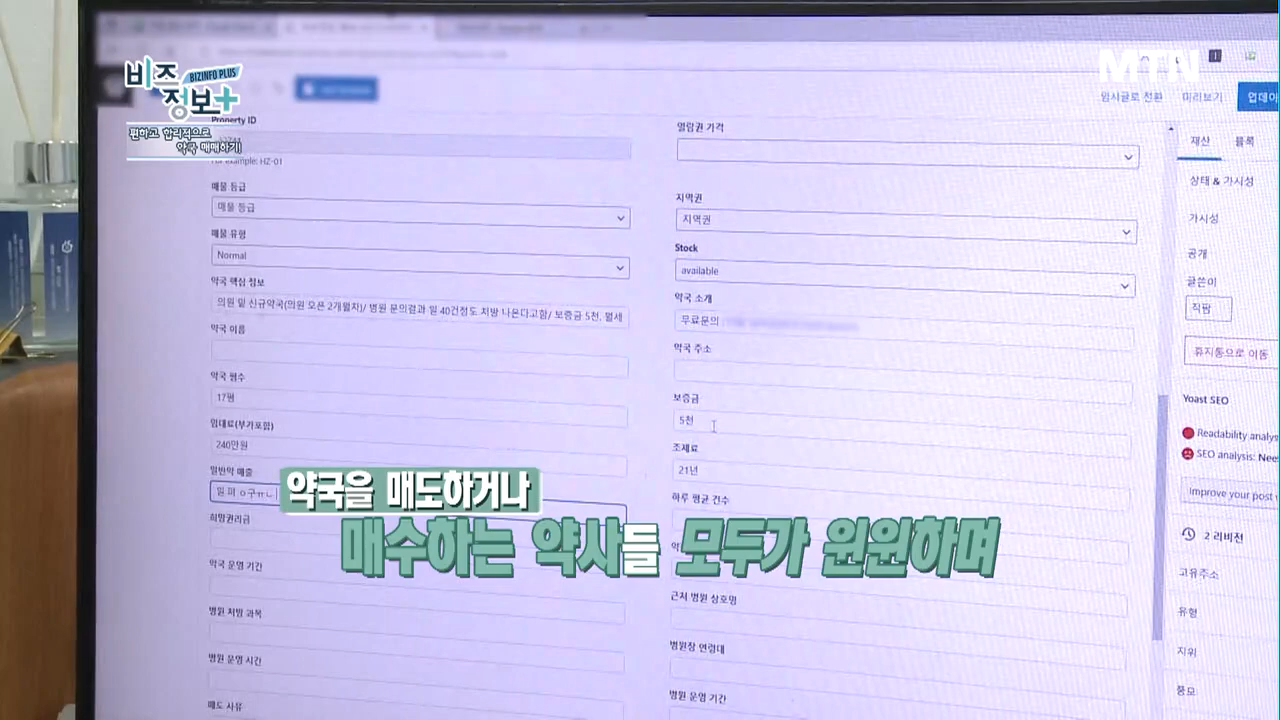 비즈
BIZINFO PLUS
정보+
편하고 합리적으로
약국 매매하기!
MTN
임시글로 전환
미리보기
업데이
Property ID
For example: HZ-01
매물 등급
매물 등급
매물 유형
Normal
약국 핵심 정보
의원 밑 신규약국(의원 오픈 2개월차)/ 병원 문의결과 일 40건정도 처방 나온다고함/ 보증금 5천, 월세
약국 이름
약국 평수
17평
임대료(부가포함)
240만원
일반약 매출
희망권리금
약국 운영 기간
병원 처방 과목
병원 운영 시간
매도 사유
열람권 가격
지역권
지역권
Stock
available
약국 소개
무료문의
약국 주소
보증금
5천
조제료
21년
하루 평균 건수
근처 병원 상호명
병원장 연령대
병원 운영 기간
재산
블록
상태 & 가시성
가시성
공개
글쓴이
직팜
휴지통으로 이동
Yoast SEO
Readability analys
SEO analysis: Nee
Improve your post
2 리비전
고유주소
유형
지위
풍모
약국을 매도하거나
매수하는 약사들 모두가 윈윈하며